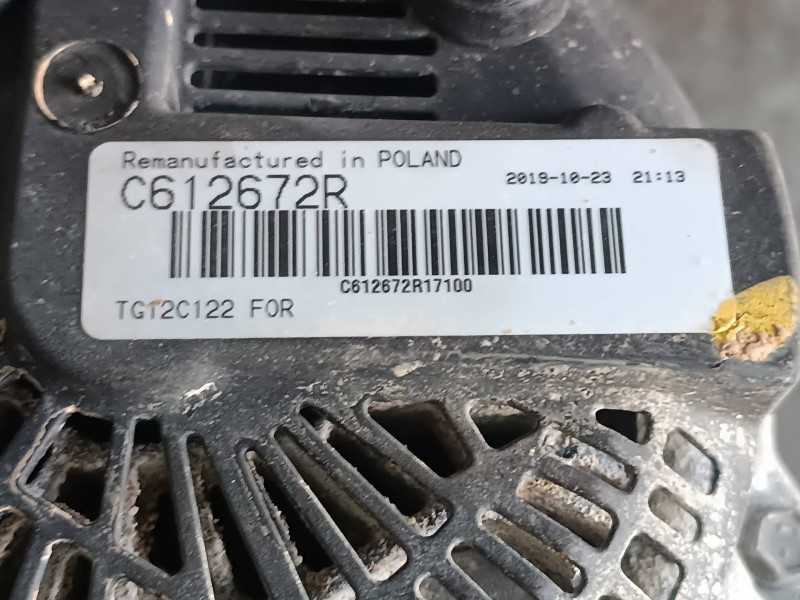 Remanufactured in POLAND
C612672R 2019-10-23 21:13
C612672R17100
TG12C122 FOR